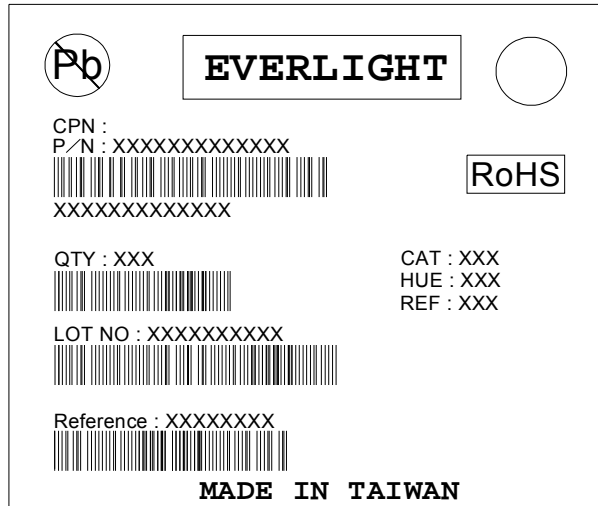 Pb
EVERLIGHT
CPN :
P/N : XXXXXXXXXXXXX
RoHS
XXXXXXXXXXXXX
QTY : XXX
CAT : XXX
HUE : XXX
REF : XXX
LOT NO : XXXXXXXXXX
Reference : XXXXXXXX
MADE IN TAIWAN